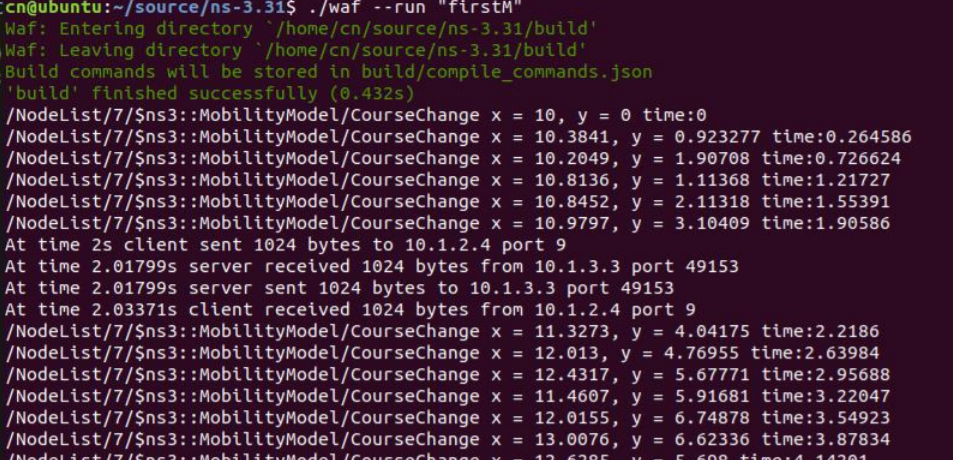 cn@ubuntu:~/source/ns-3.31$ ./waf --run "firstM"
Waf: Entering directory `/home/cn/source/ns-3.31/build'
Waf: Leaving directory `/home/cn/source/ns-3.31/build'
Build commands will be stored in build/compile_commands.json
'build' finished successfully (0.432s)
/NodeList/7/$ns3::MobilityModel/CourseChange x = 10, y = 0 time:0
/NodeList/7/$ns3::MobilityModel/CourseChange x = 10.3841, y = 0.923277 time:0.264586
/NodeList/7/$ns3::MobilityModel/CourseChange x = 10.2049, y = 1.90708 time:0.726624
/NodeList/7/$ns3::MobilityModel/CourseChange x = 10.8136, y = 1.11368 time:1.21727
/NodeList/7/$ns3::MobilityModel/CourseChange x = 10.8452, y = 2.11318 time:1.55391
/NodeList/7/$ns3::MobilityModel/CourseChange x = 10.9797, y = 3.10409 time:1.90586
At time 2s client sent 1024 bytes to 10.1.2.4 port 9
At time 2.01799s server received 1024 bytes from 10.1.3.3 port 49153
At time 2.01799s server sent 1024 bytes to 10.1.3.3 port 49153
At time 2.03371s client received 1024 bytes from 10.1.2.4 port 9
/NodeList/7/$ns3::MobilityModel/CourseChange x = 11.3273, y = 4.04175 time:2.2186
/NodeList/7/$ns3::MobilityModel/CourseChange x = 12.013, y = 4.76955 time:2.63984
/NodeList/7/$ns3::MobilityModel/CourseChange x = 12.4317, y = 5.67771 time:2.95688
/NodeList/7/$ns3::MobilityModel/CourseChange x = 11.4607, y = 5.91681 time:3.22047
/NodeList/7/$ns3::MobilityModel/CourseChange x = 12.0155, y = 6.74878 time:3.54923
/NodeList/7/$ns3::MobilityModel/CourseChange x = 13.0076, y = 6.62336 time:3.87834
/NodeList/7/$ns3::MobilityModel/CourseChange x = 13.6285, y = 5.698 time:4.14201